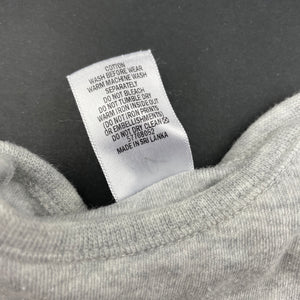 COTTON
WASH BEFORE WEAR
WARM MACHINE WASH
SEPARATELY
DO NOT BLEACH
DO NOT TUMBLE DRY
WARM IRON INSIDE OUT
(DO NOT IRON PRINTS
OR EMBELLISHMENTS)
DO NOT DRY CLEAN
MADE IN SRI LANKA